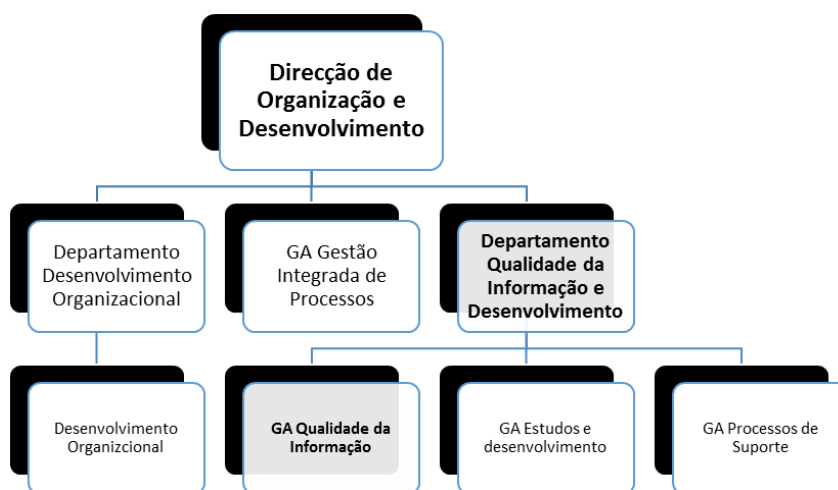 Direcção de
Organização e
Desenvolvimento
Departamento
Desenvolvimento
Organizacional
GA Gestão
Integrada de
Processos
Departamento
Qualidade da
Informação e
Desenvolvimento
Desenvolvimento
Organizcional
GA Qualidade da
Informação
GA Estudos e
desenvolvimento
GA Processos de
Suporte